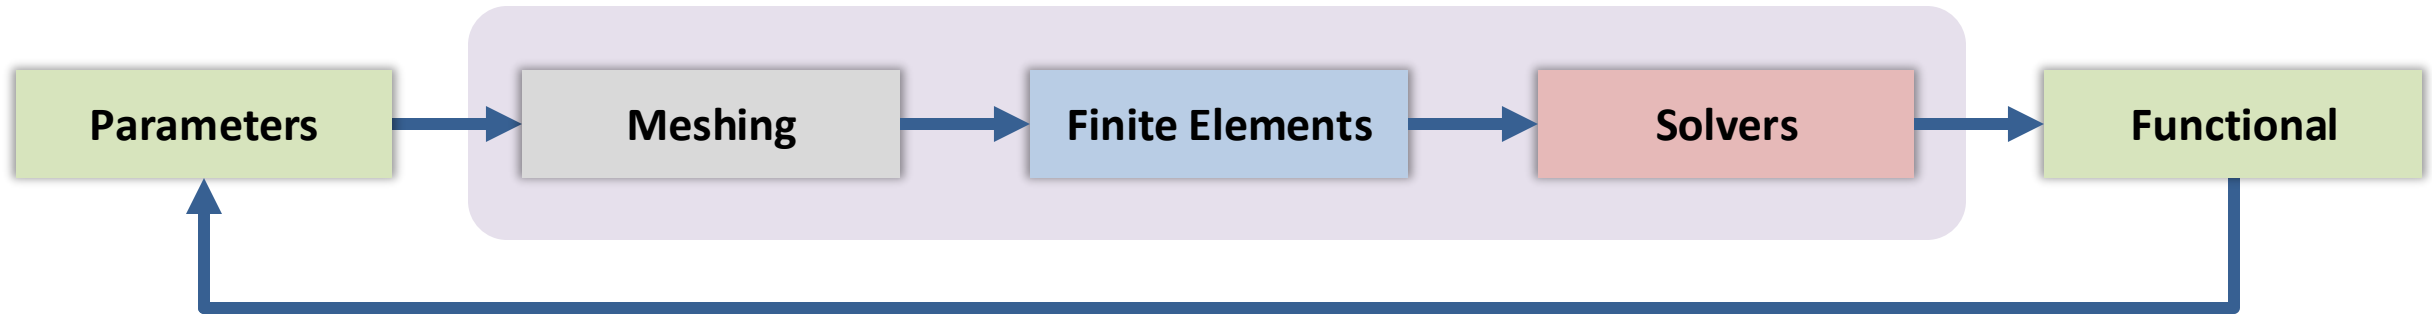 Parameters
Meshing
Finite Elements
Solvers
Functional